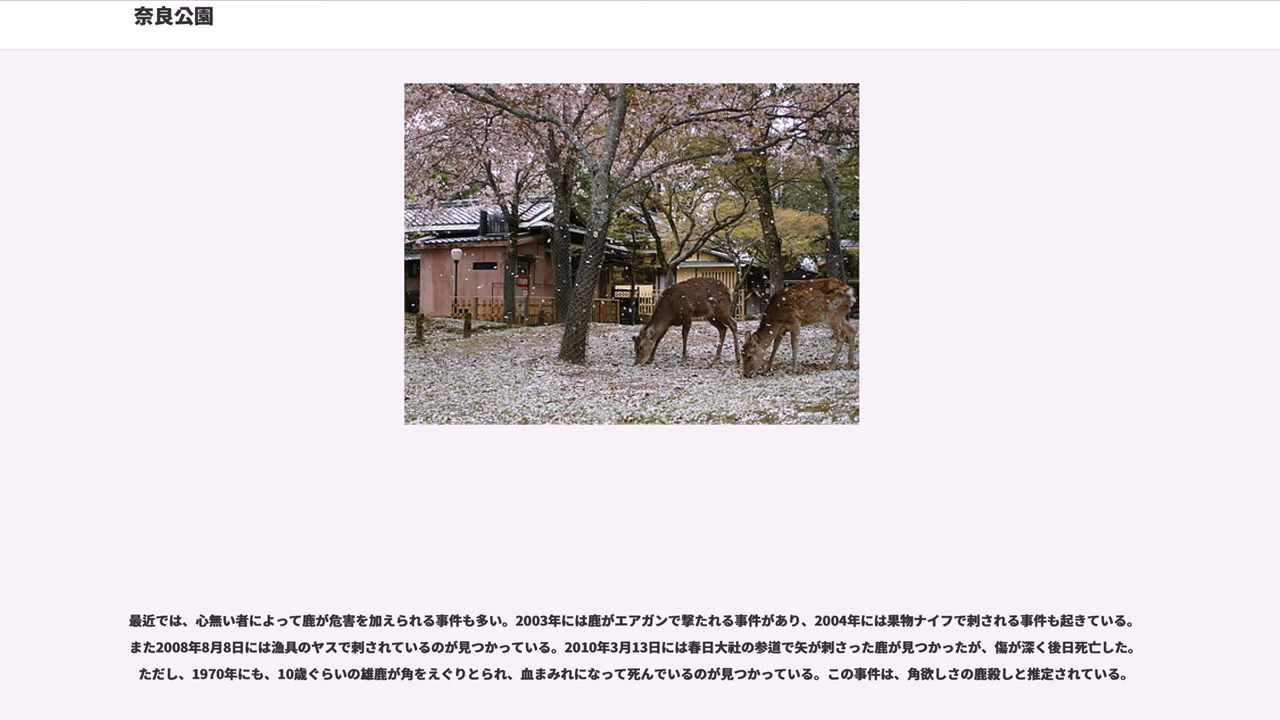 奈良公園
最近では、心無い者によって鹿が危害を加えられる事件も多い。2003年には鹿がエアガンで撃たれる事件があり、2004年には果物ナイフで刺される事件も起きている。
また2008年8月8日には漁具のヤスで刺されているのが見つかっている。2010年3月13日には春日大社の参道で矢が刺さった鹿が見つかったが、傷が深く後日死亡した。
ただし、1970年にも、10歳ぐらいの雄鹿が角をえぐりとられ、血まみれになって死んでいるのが見つかっている。この事件は、角欲しさの鹿殺しと推定されている。